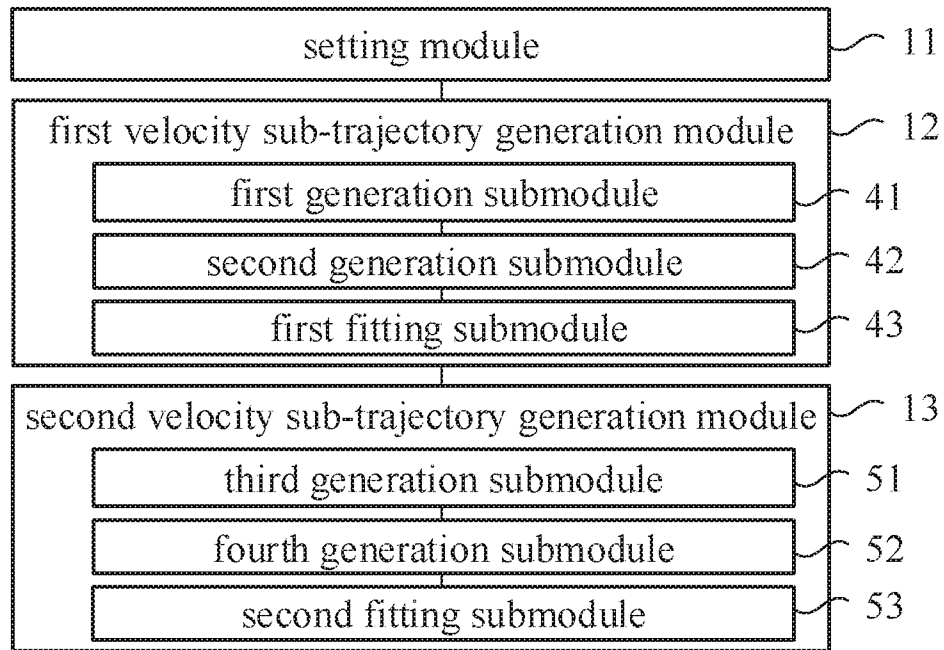 setting module 11
first velocity sub-trajectory generation module 12
first generation submodule 41
second generation submodule 42
first fitting submodule 43
second velocity sub-trajectory generation module 13
third generation submodule 51
fourth generation submodule 52
second fitting submodule 53